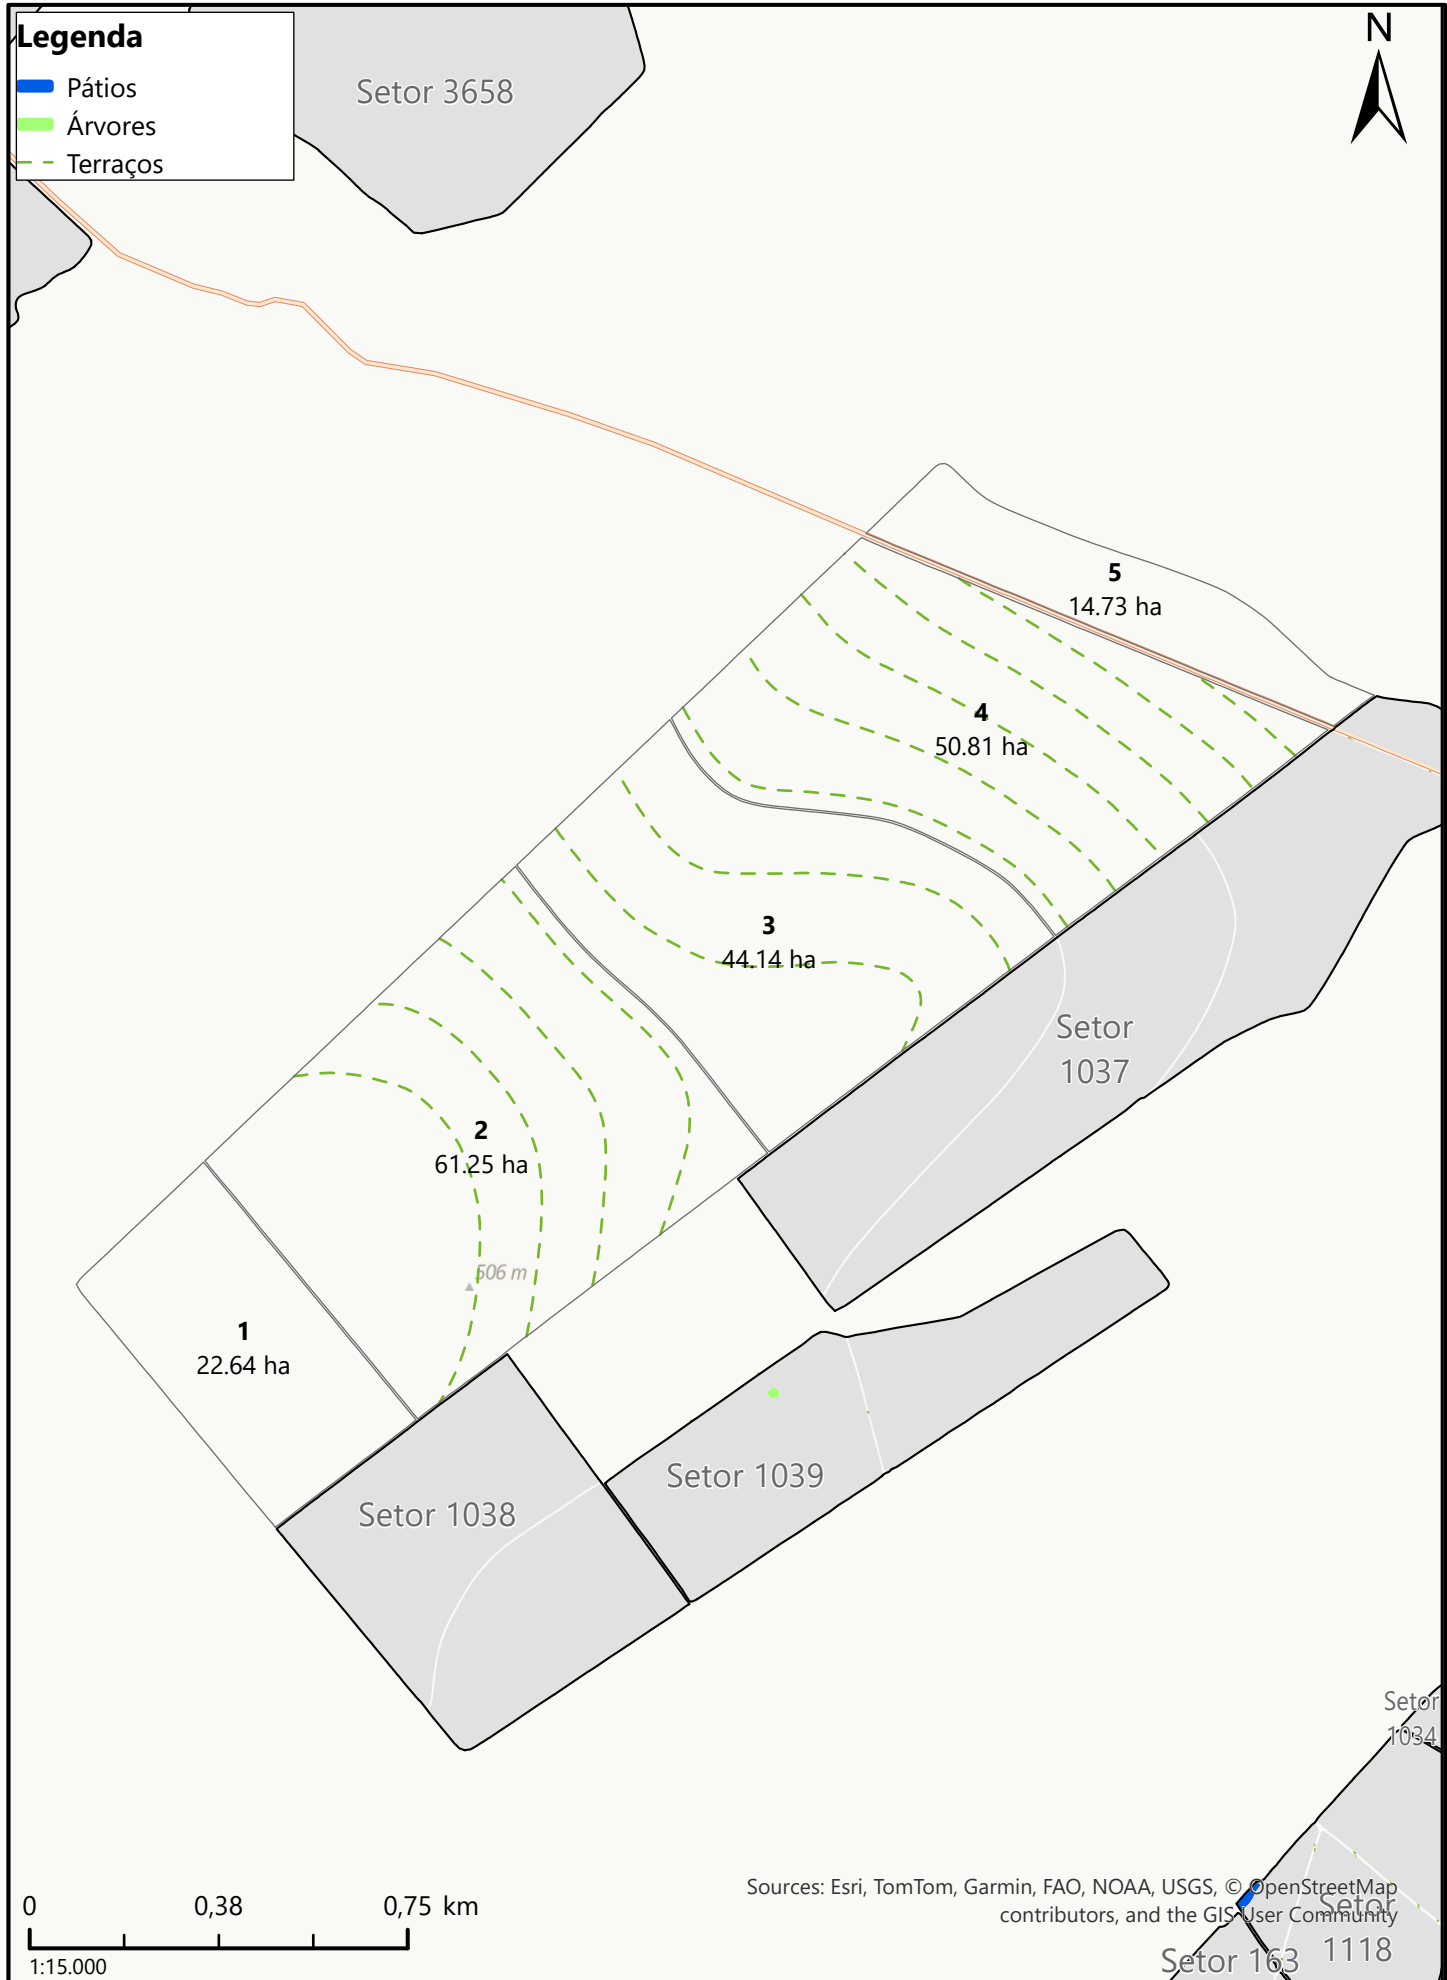 Legenda
Pátios
Árvores
Terraços
Setor 3658
N
5
14.73 ha
4
50.81 ha
3
44.14 ha
Setor
1037
2
61.25 ha
506 m
1
22.64 ha
Setor 1039
Setor 1038
Setor
1034
Sources: Esri, TomTom, Garmin, FAO, NOAA, USGS, © OpenStreetMap
contributors, and the GIS User Community
Setor
1118
Setor 163
0 0,38 0,75 km
1:15.000